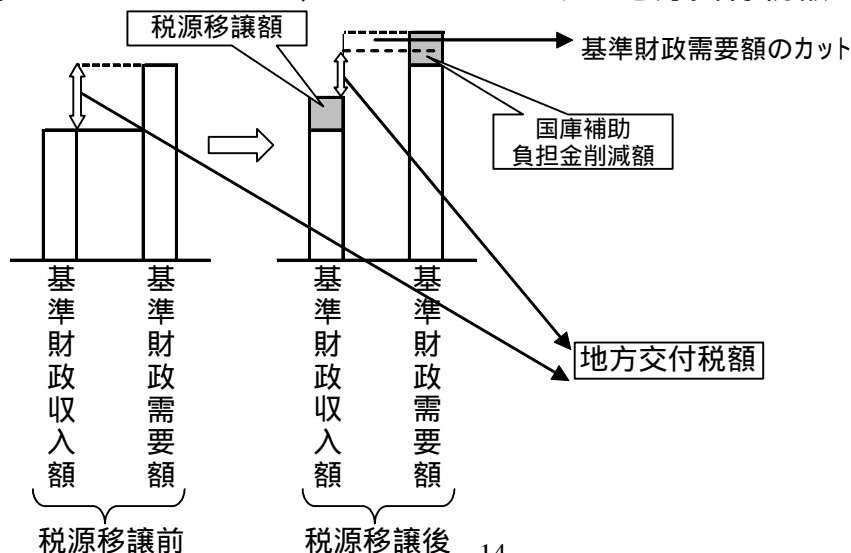 税源移譲額
基準財政需要額のカット
国庫補助
負担金削減額
地方交付税額
基準財政収入額
基準財政需要額
基準財政収入額
基準財政需要額
税源移譲前
税源移譲後
14